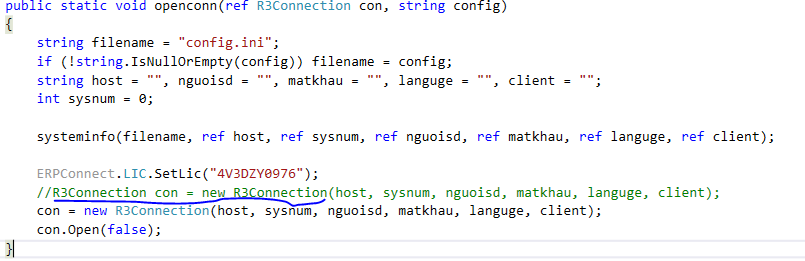 public static void openconn(ref R3Connection con, string config)
{
string filename = "config.ini";
if (!string.IsNullOrEmpty(config)) filename = config;
string host = "", nguoisd = "", matkhau = "", languge = "", client = "";
int sysnum = 0;
systeminfo(filename, ref host, ref sysnum, ref nguoisd, ref matkhau, ref languge, ref client);
ERPConnect.LIC.SetLic("4V3DZY0976");
//R3Connection con = new R3Connection(host, sysnum, nguoisd, matkhau, languge, client);
con = new R3Connection(host, sysnum, nguoisd, matkhau, languge, client);
con.Open(false);
}